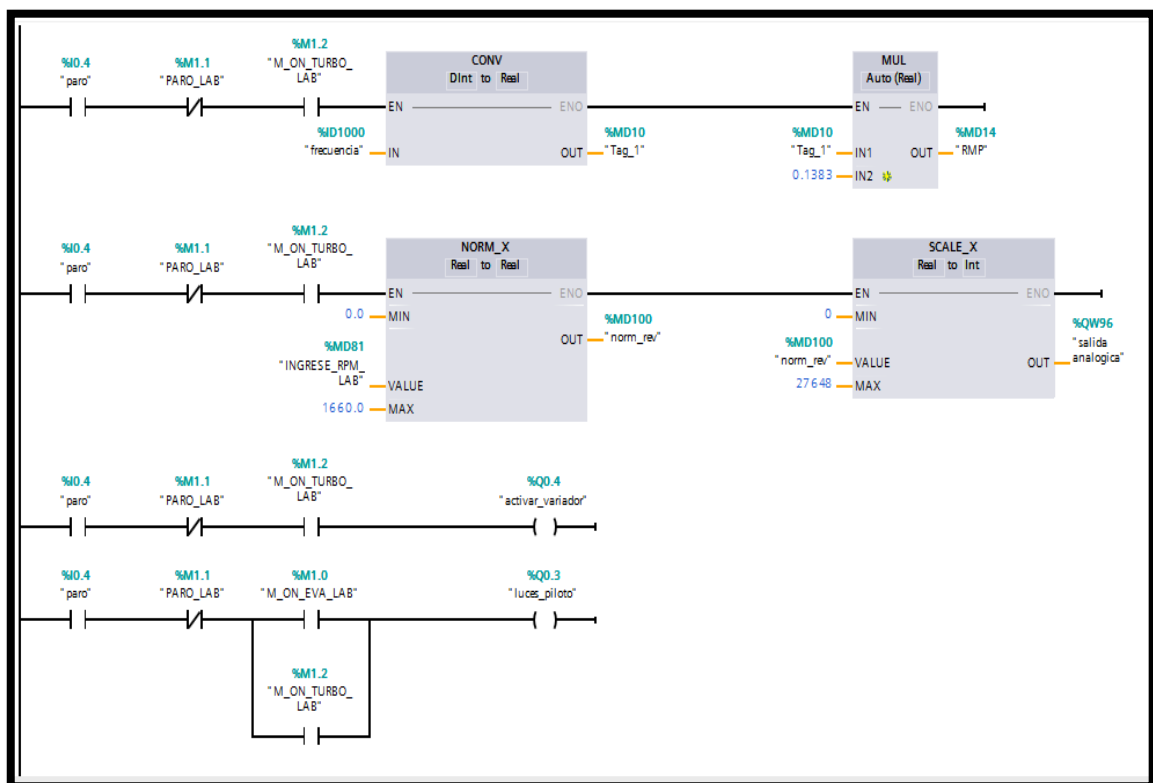 %M1.2
%I0.4 %M1.1 "M_ON_TURBO_
"paro" "PARO_LAB" LAB"
CONV
DInt to Real
EN ENO
%ID1000
"frecuencia" IN
%MD10
OUT "Tag_1"
MUL
Auto (Real)
EN ENO
%MD10
"Tag_1" IN1
0.1383 IN2
%MD14
OUT "RMP"
%M1.2
%I0.4 %M1.1 "M_ON_TURBO_
"paro" "PARO_LAB" LAB"
NORM_X
Real to Real
EN ENO
0.0 MIN
%MD81
"INGRESE_RPM_
LAB" VALUE
1660.0 MAX
%MD100
OUT "norm_rev"
SCALE_X
Real to Int
EN ENO
0 MIN
%MD100
"norm_rev" VALUE
27648 MAX
%QW96
"salida
OUT analogica"
%M1.2
%I0.4 %M1.1 "M_ON_TURBO_ %Q0.4
"paro" "PARO_LAB" LAB" "activar_variador"
%I0.4 %M1.1 %M1.0 %Q0.3
"paro" "PARO_LAB" "M_ON_EVA_LAB" "luces_piloto"
%M1.2
"M_ON_TURBO_
LAB"